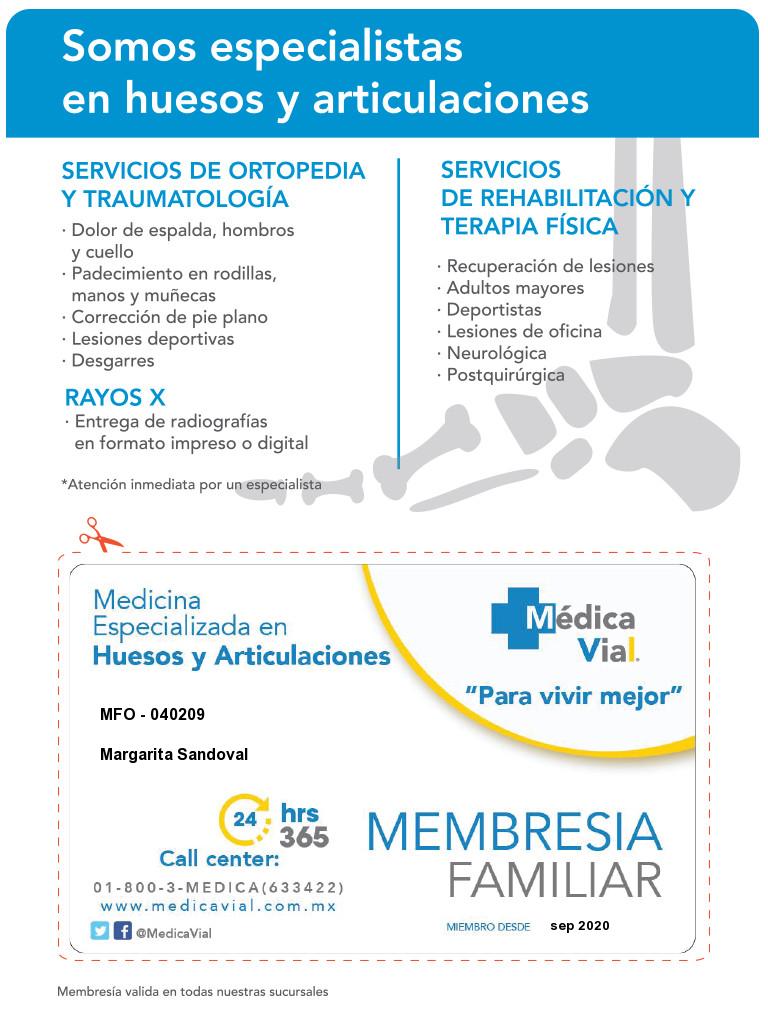 Somos especialistas
en huesos y articulaciones
SERVICIOS DE ORTOPEDIA
Y TRAUMATOLOGÍA
· Dolor de espalda, hombros
y cuello
· Padecimiento en rodillas,
manos y muñecas
· Corrección de pie plano
· Lesiones deportivas
· Desgarres
RAYOS X
· Entrega de radiografías
en formato impreso o digital
*Atención inmediata por un especialista
SERVICIOS
DE REHABILITACIÓN Y
TERAPIA FÍSICA
· Recuperación de lesiones
· Adultos mayores
· Deportistas
· Lesiones de oficina
· Neurológica
· Postquirúrgica
Medicina
Especializada en
Huesos y Articulaciones
Médica
Vial.
“Para vivir mejor”
MFO - 040209
Margarita Sandoval
24 hrs
365
Call center:
01-800-3-MEDICA(633422)
www.medicavial.com.mx
@MedicaVial
MEMBRESIA
FAMILIAR
MIEMBRO DESDE sep 2020
Membresía valida en todas nuestras sucursales